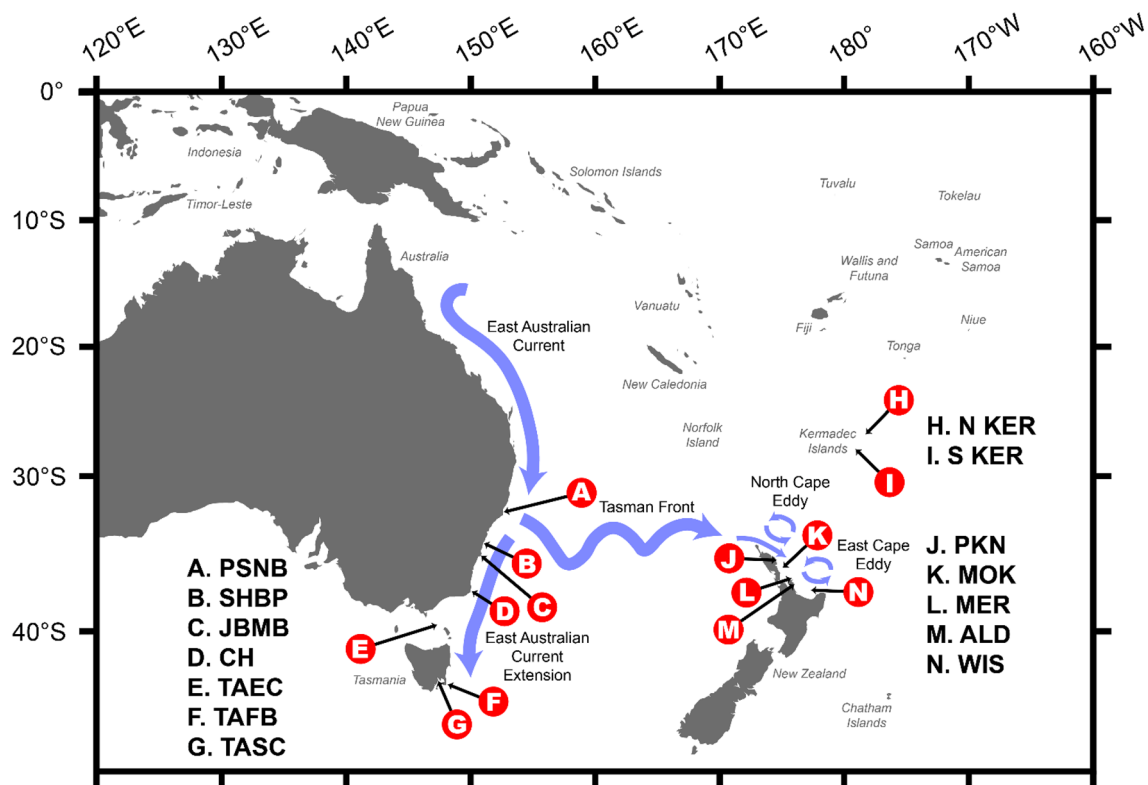 120°E
130°E
140°E
150°E
160°E
170°E
180°
170°W
160°W
0°
10°S
20°S
30°S
40°S
Papua
New Guinea
Indonesia
Timor-Leste
Solomon Islands
Tuvalu
Tokelau
Australia
Samoa
American
Samoa
Wallis and
Futuna
Vanuatu
Fiji
Niue
Tonga
East Australian
Current
New Caledonia
Norfolk
Island
Kermadec
Islands
H
H. N KER
I. S KER
I
A
Tasman Front
North Cape
Eddy
K
East Cape
Eddy
J
B
L
N
C
D
M
E
J. PKN
K. MOK
L. MER
M. ALD
N. WIS
A. PSNB
B. SHBP
C. JBMB
D. CH
E. TAEC
F. TAFB
G. TASC
East Australian
Current
Extension
Tasmania
F
G
New Zealand
Chatham
Islands